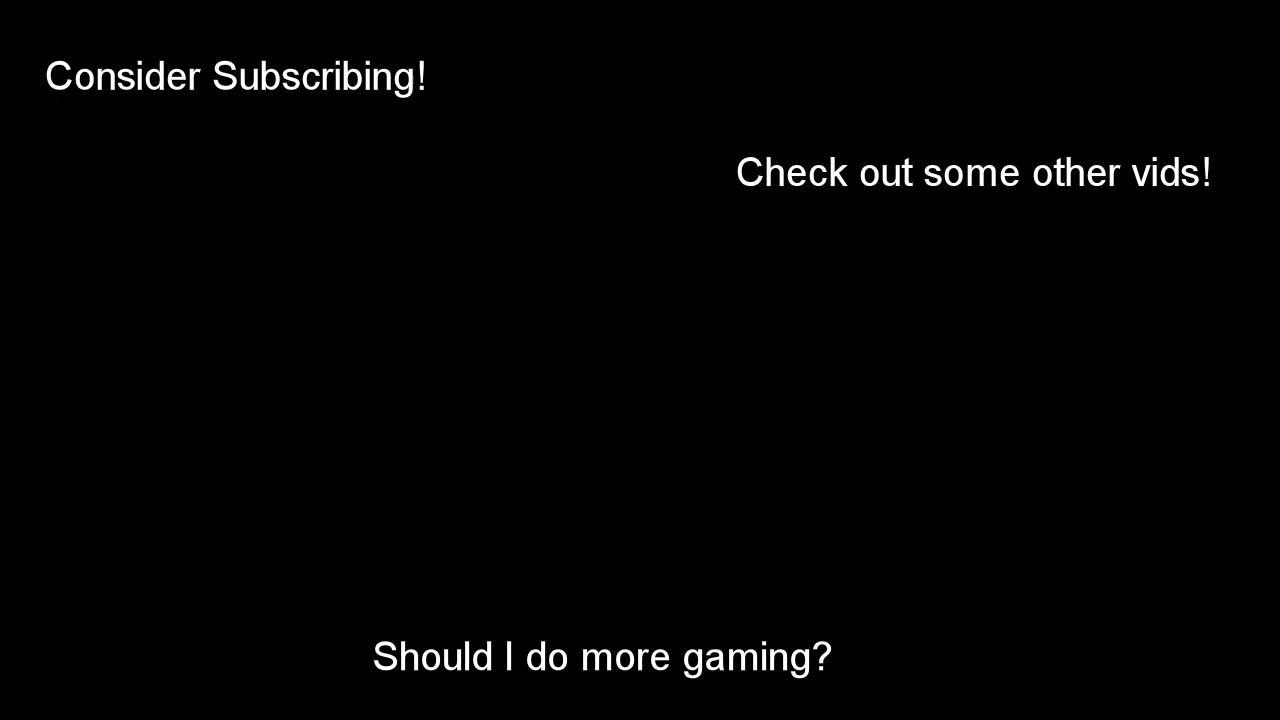 Consider Subscribing!
Check out some other vids!
Should I do more gaming?